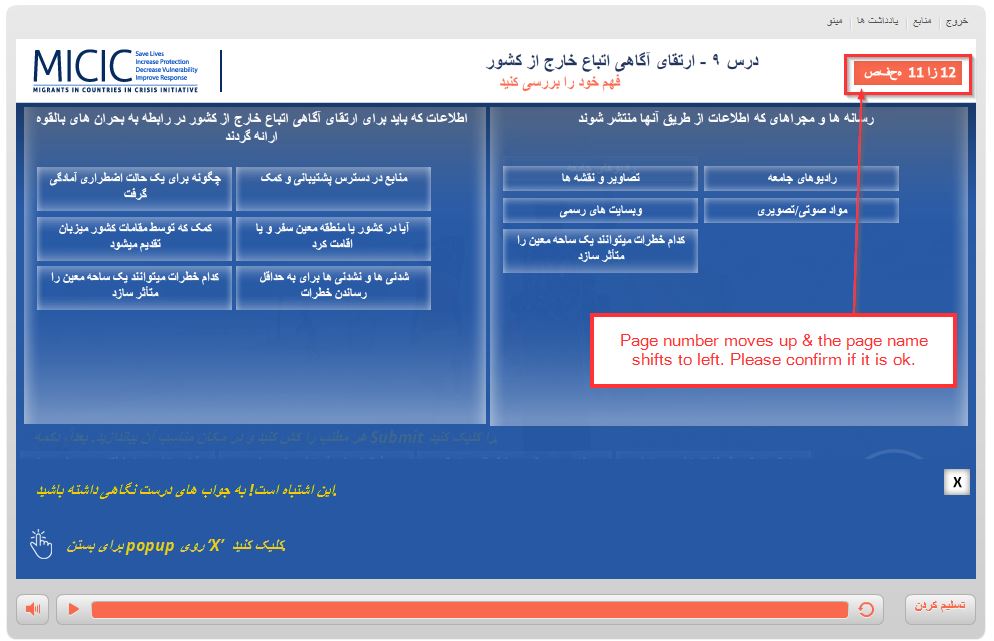 خروج
منابع
یادداشت ها
مینو
MICIC
Save Lives
Increase Protection
Decrease Vulnerability
Improve Response
MIGRANTS IN COUNTRIES IN CRISIS INITIATIVE
درس ۹ - ارتقای آگاهی اتباع خارج از کشور
فهم خود را بررسی کنید
صفحه 11 از 12
رسانه ها و مجراهای که اطلاعات از طریق آنها منتشر شوند
رادیوهای جامعه
تصاویر و نقشه ها
مواد صوتی/تصویری
وبسایت های رسمی
کدام خطرات میتوانند یک ساحه معین را
متأثر سازد
اطلاعات که باید برای ارتقای آگاهی اتباع خارج از کشور در رابطه به بحران های بالقوه
ارائه گردند
منابع در دسترس پشتیبانی و کمک
چگونه برای یک حالت اضطراری آمادگی
گرفت
آیا در کشور یا منطقه معین سفر و یا
اقامت کرد
کمک که توسط مقامات کشور میزبان
تقدیم میشود
شدنی ها و نشدنی ها برای به حداقل
رساندن خطرات
کدام خطرات میتوانند یک ساحه معین را
متأثر سازد
Page number moves up & the page name
shifts to left. Please confirm if it is ok.
هر مطلب را کش کنید و در مکان مناسب آن بیاندازید. بعداً، دکمه Submit را کلیک کنید.
X
این اشتباه است! به جواب های درست نگاهی داشته باشید.
برای بستن popup روی ’X‘ کلیک کنید.
تسلیم کردن